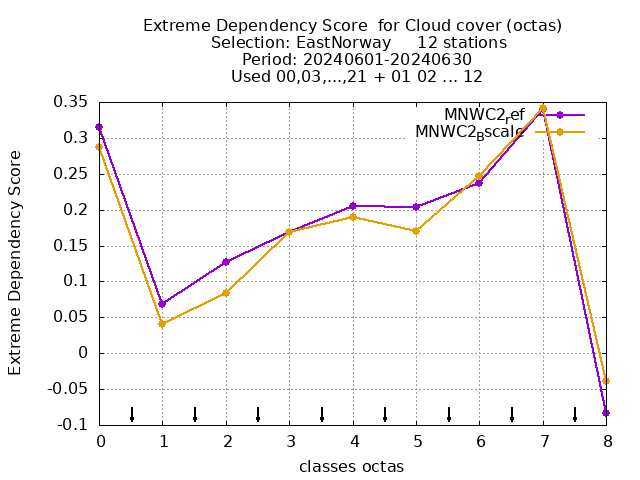 Extreme Dependency Score  for Cloud cover (octas)
Selection: EastNorway     12 stations
Period: 20240601-20240630
Used 00,03,...,21 + 01 02 ... 12
MNWC2ref
MNWC2Bscale
Extreme Dependency Score
0.35
0.3
0.25
0.2
0.15
0.1
0.05
0
-0.05
-0.1
0 1 2 3 4 5 6 7 8
classes octas